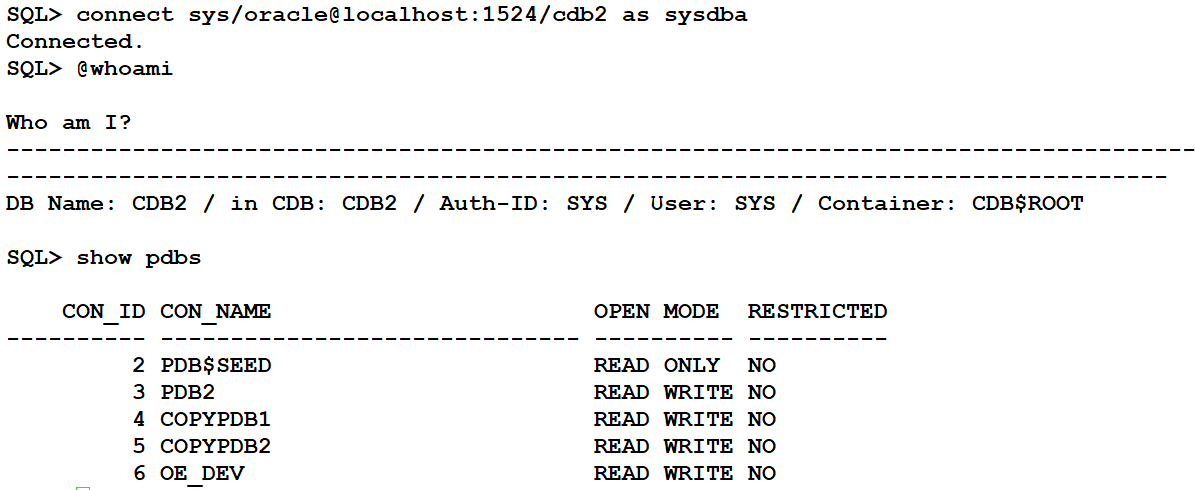 SQL> connect sys/oracle@localhost:1524/cdb2 as sysdba
Connected.
SQL> @whoami
Who am I?
-------------------------------------------------------------------------------------
-----------------------------------------------------------------------------------
DB Name: CDB2 / in CDB: CDB2 / Auth-ID: SYS / User: SYS / Container: CDB$ROOT
SQL> show pdbs
    CON_ID CON_NAME                       OPEN MODE  RESTRICTED
---------- ------------------------------ ---------- ----------
         2 PDB$SEED                       READ ONLY  NO
         3 PDB2                           READ WRITE NO
         4 COPYPDB1                       READ WRITE NO
         5 COPYPDB2                       READ WRITE NO
         6 OE_DEV                         READ WRITE NO